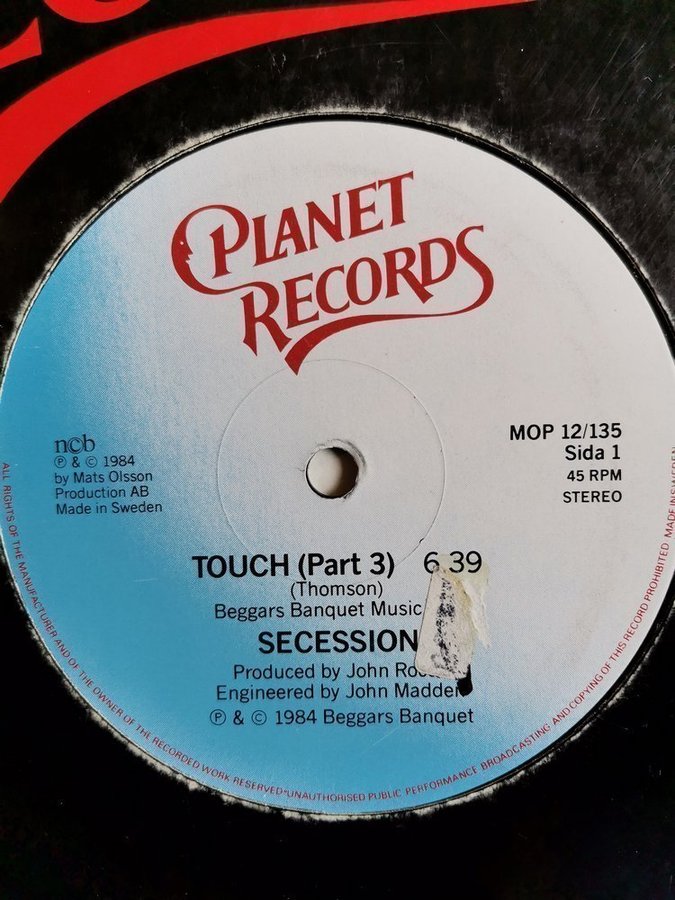 PLANET
RECORDS
ncb
℗ & © 1984
by Mats Olsson
Production AB
Made in Sweden
MOP 12/135
Sida 1
45 RPM
STEREO
TOUCH (Part 3) 6.39
(Thomson)
Beggars Banquet Music
SECESSION
Produced by John
Engineered by John Madden
℗ & © 1984 Beggars Banquet
ALL RIGHTS OF THE MANUFACTURER AND OF THE OWNER OF THE RECORDED WORK RESERVED•UNAUTHORISED PUBLIC PERFORMANCE BROADCASTING AND COPYING OF THIS RECORD PROHIBITED MADE IN SWEDEN